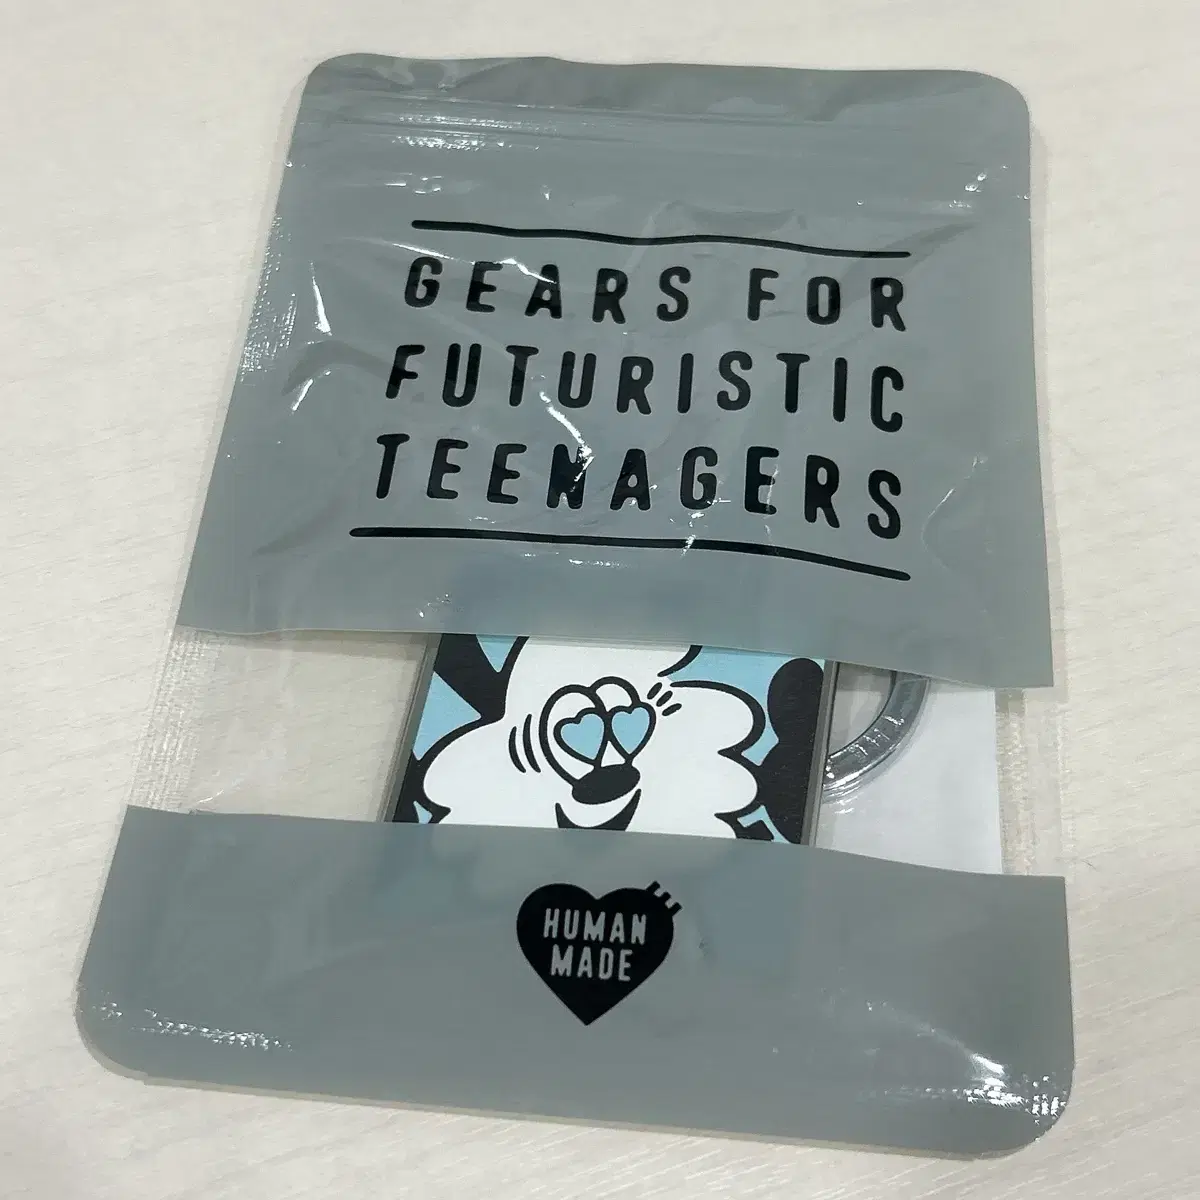 GEARS FOR
FUTURISTIC
TEENAGERS
HUMAN
MADE